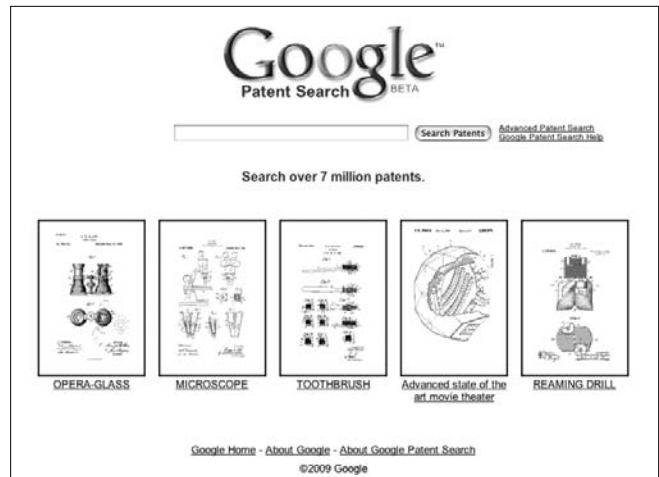 Google™
Patent Search BETA
Search Patents
Advanced Patent Search
Google Patent Search Help
Search over 7 million patents.
OPERA-GLASS
MICROSCOPE
TOOTHBRUSH
Advanced state of the
art movie theater
REAMING DRILL
Google Home - About Google - About Google Patent Search
©2009 Google